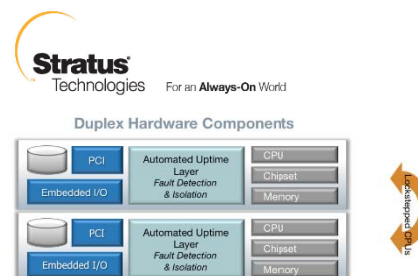 Stratus
Technologies
For an Always-On World
Duplex Hardware Components
PCI
Embedded I/O
Automated Uptime
Layer
Fault Detection
& Isolation
CPU
Chipset
Memory
PCI
Embedded I/O
Automated Uptime
Layer
Fault Detection
& Isolation
CPU
Chipset
Memory
Lockstepped CPUs